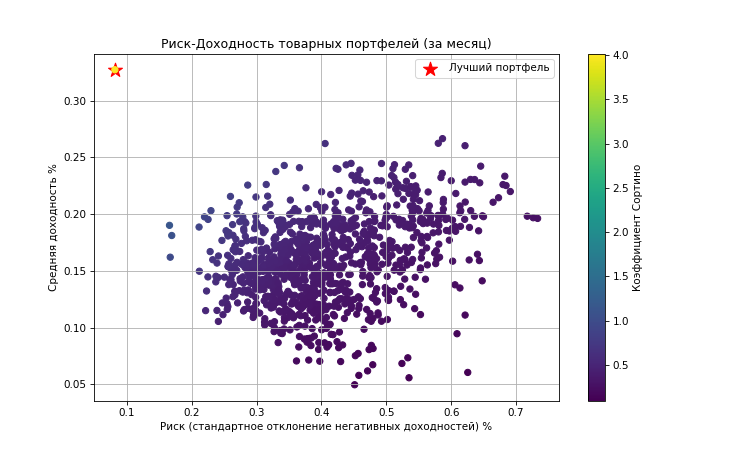 Риск-Доходность товарных портфелей (за месяц)
Лучший портфель
Средняя доходность %
0.30
0.25
0.20
0.15
0.10
0.05
0.1 0.2 0.3 0.4 0.5 0.6 0.7
Риск (стандартное отклонение негативных доходностей) %
4.0
3.5
3.0
2.5
2.0
1.5
1.0
0.5
Коэффициент Сортино